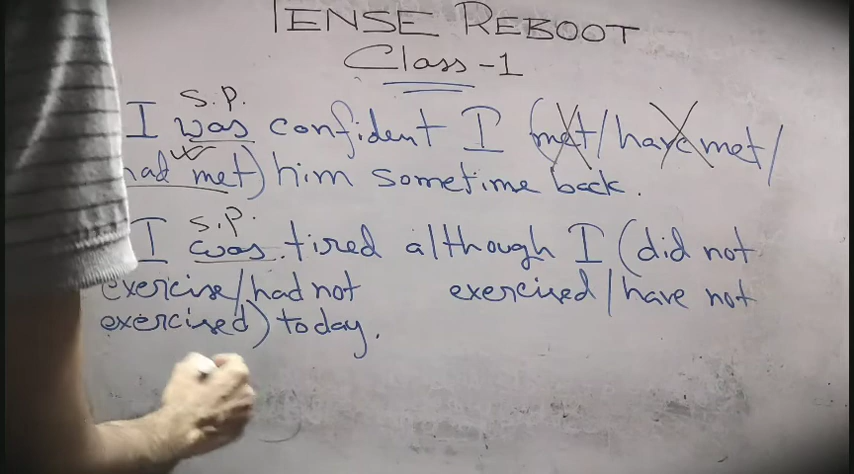 TENSE REBOOT
Class-1
S.P.
I was confident I (met/have met/
had met) him sometime back.
S.P.
I was tired although I (did not
exercise/had not exercised/have not
exercised) today.